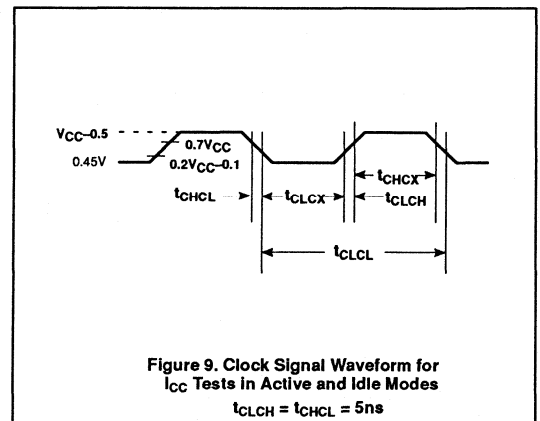 VCC–0.5
0.7VCC
0.45V
0.2VCC–0.1
tCHCX
tCHCL
tCLCX
tCLCH
tCLCL
Figure 9. Clock Signal Waveform for
ICC Tests in Active and Idle Modes
tCLCH = tCHCL = 5ns